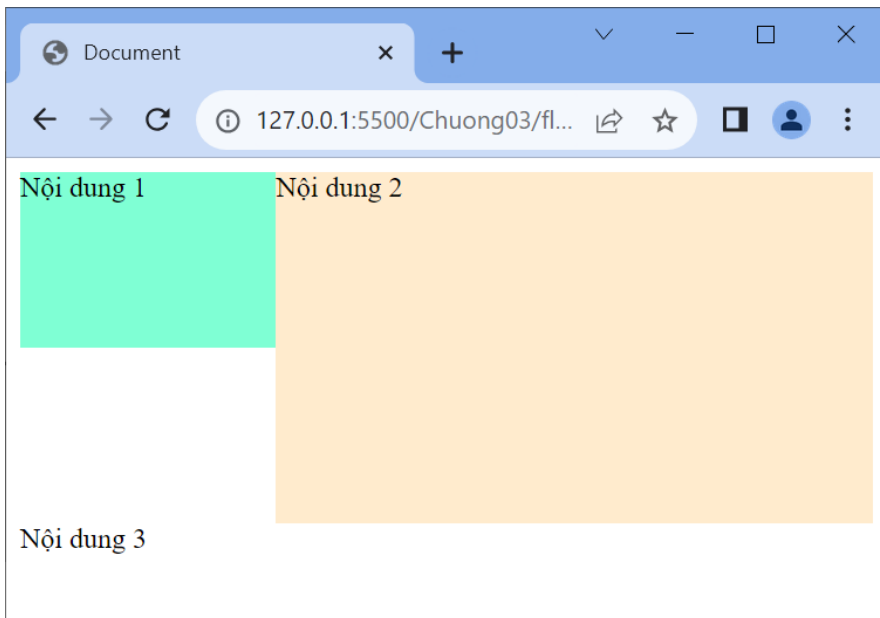 Document
127.0.0.1:5500/Chuong03/fl...
Nội dung 1
Nội dung 2
Nội dung 3